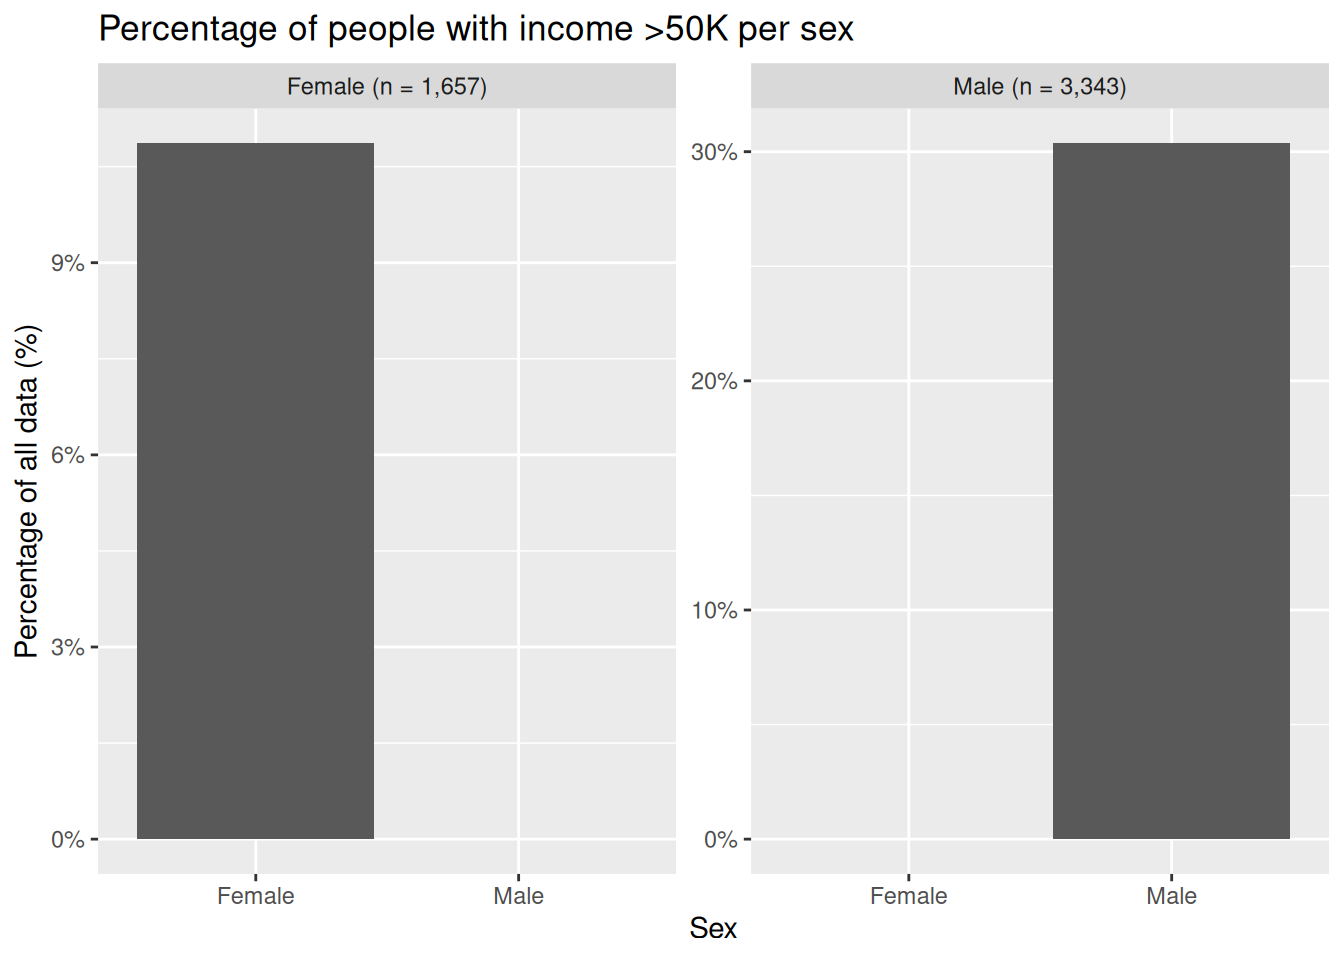 Percentage of people with income >50K per sex
Female (n = 1,657)
Male (n = 3,343)
Percentage of all data (%)
9%
6%
3%
0%
30%
20%
10%
0%
Female
Male
Female
Male
Sex